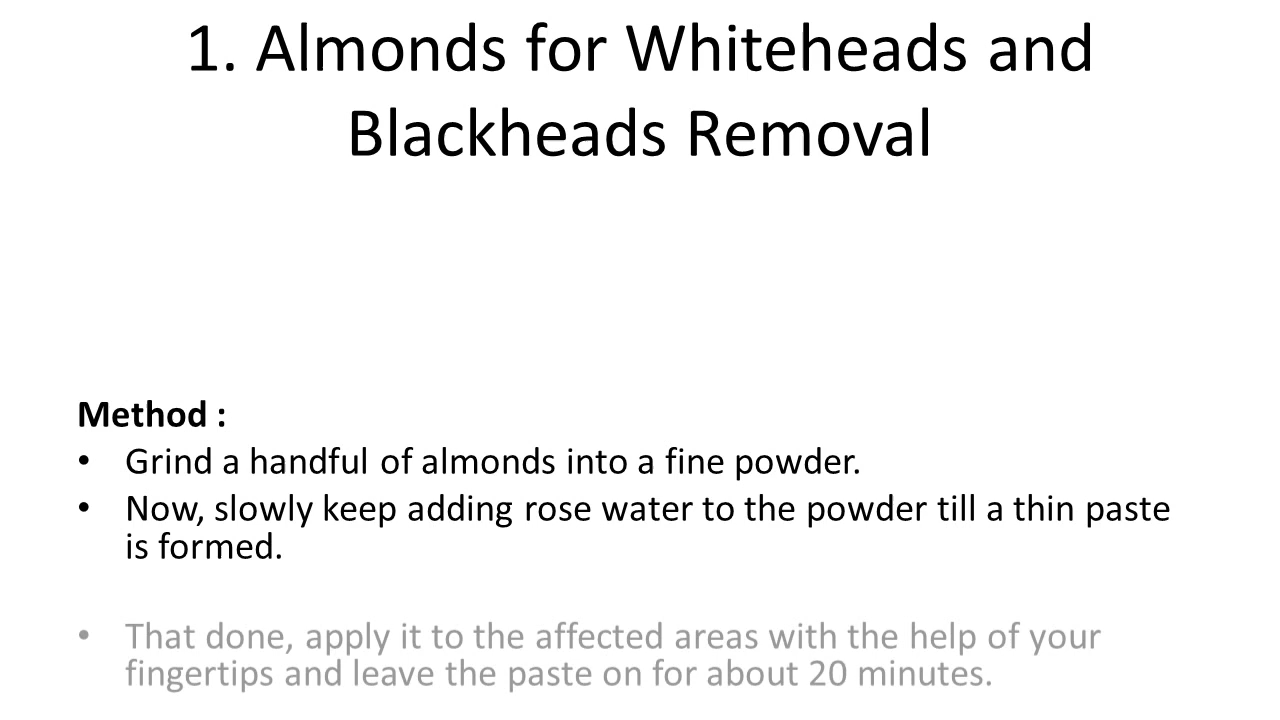 1. Almonds for Whiteheads and
Blackheads Removal
Method :
• Grind a handful of almonds into a fine powder.
• Now, slowly keep adding rose water to the powder till a thin paste
is formed.
• That done, apply it to the affected areas with the help of your
fingertips and leave the paste on for about 20 minutes.